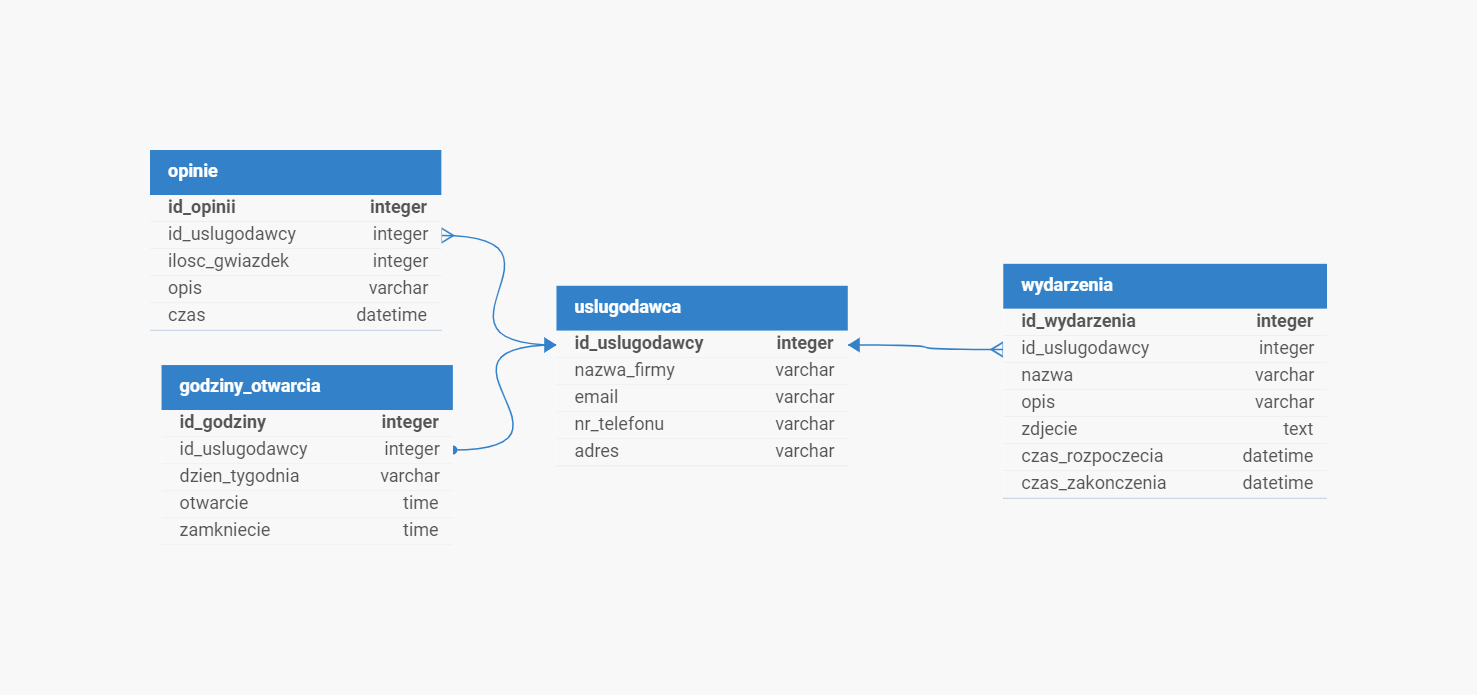 opinie
id_opinii integer
id_uslugodawcy integer
ilosc_gwiazdek integer
opis varchar
czas datetime
godziny_otwarcia
id_godziny integer
id_uslugodawcy integer
dzien_tygodnia varchar
otwarcie time
zamkniecie time
uslugodawca
id_uslugodawcy integer
nazwa_firmy varchar
email varchar
nr_telefonu varchar
adres varchar
wydarzenia
id_wydarzenia integer
id_uslugodawcy integer
nazwa varchar
opis varchar
zdjecie text
czas_rozpoczecia datetime
czas_zakonczenia datetime